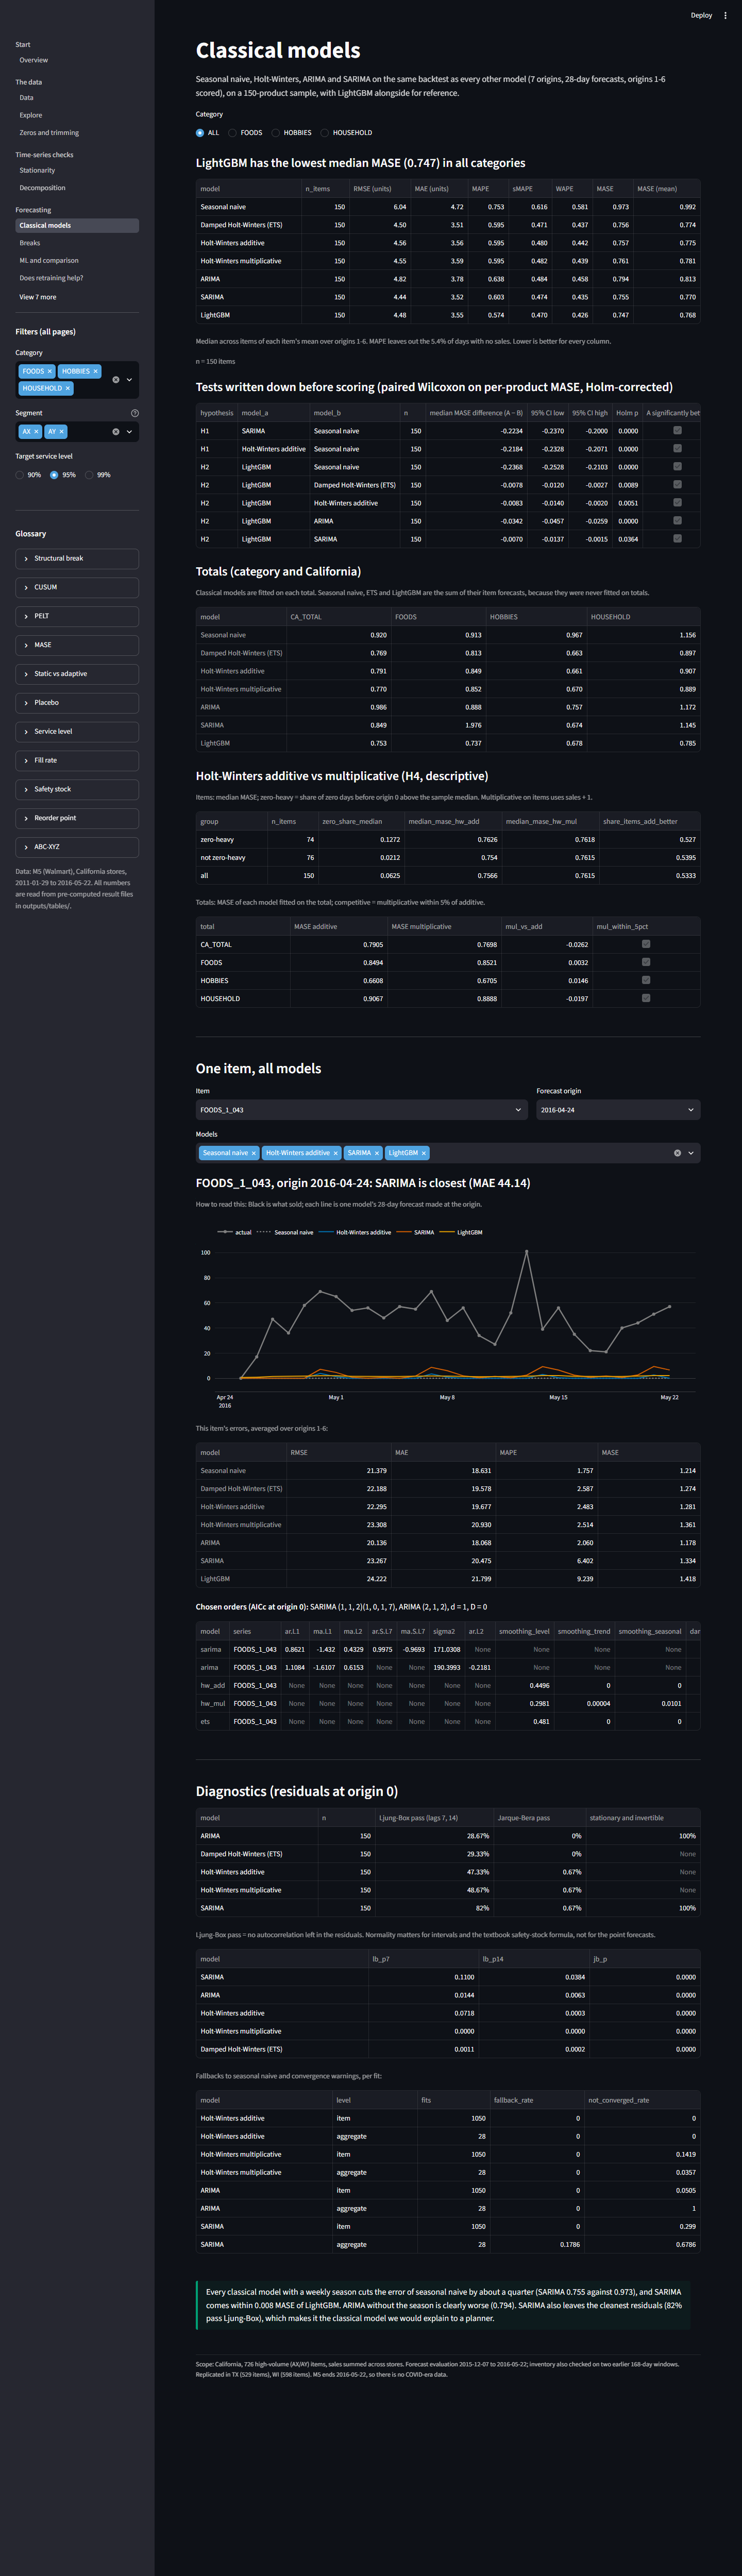 Deploy
Start
Overview
The data
Data
Explore
Zeros and trimming
Time-series checks
Stationarity
Decomposition
Forecasting
Classical models
Breaks
ML and comparison
Does retraining help?
View 7 more
Filters (all pages)
Category
FOODS HOBBIES
HOUSEHOLD
Segment
AX AY
Target service level
90% 95% 99%
Glossary
Structural break
CUSUM
PELT
MASE
Static vs adaptive
Placebo
Service level
Fill rate
Safety stock
Reorder point
ABC-XYZ
Data: M5 (Walmart), California stores,
2011-01-29 to 2016-05-22. All numbers
are read from pre-computed result files
in outputs/tables/.
Classical models
Seasonal naive, Holt-Winters, ARIMA and SARIMA on the same backtest as every other model (7 origins, 28-day forecasts, origins 1-6
scored), on a 150-product sample, with LightGBM alongside for reference.
Category
ALL FOODS HOBBIES HOUSEHOLD
LightGBM has the lowest median MASE (0.747) in all categories
model n_items RMSE (units) MAE (units) MAPE sMAPE WAPE MASE MASE (mean)
Seasonal naive 150 6.04 4.72 0.753 0.616 0.581 0.973 0.992
Damped Holt-Winters (ETS) 150 4.50 3.51 0.595 0.471 0.437 0.756 0.774
Holt-Winters additive 150 4.56 3.56 0.595 0.480 0.442 0.757 0.775
Holt-Winters multiplicative 150 4.55 3.59 0.595 0.482 0.439 0.761 0.781
ARIMA 150 4.82 3.78 0.638 0.484 0.458 0.794 0.813
SARIMA 150 4.44 3.52 0.603 0.474 0.435 0.755 0.770
LightGBM 150 4.48 3.55 0.574 0.470 0.426 0.747 0.768
Median across items of each item's mean over origins 1-6. MAPE leaves out the 5.4% of days with no sales. Lower is better for every column.
n = 150 items
Tests written down before scoring (paired Wilcoxon on per-product MASE, Holm-corrected)
hypothesis model_a model_b n median MASE difference (A − B) 95% CI low 95% CI high Holm p A significantly bet
H1 SARIMA Seasonal naive 150 -0.2234 -0.2370 -0.2000 0.0000
H1 Holt-Winters additive Seasonal naive 150 -0.2184 -0.2328 -0.2071 0.0000
H2 LightGBM Seasonal naive 150 -0.2368 -0.2528 -0.2103 0.0000
H2 LightGBM Damped Holt-Winters (ETS) 150 -0.0078 -0.0120 -0.0027 0.0089
H2 LightGBM Holt-Winters additive 150 -0.0083 -0.0140 -0.0020 0.0051
H2 LightGBM ARIMA 150 -0.0342 -0.0457 -0.0259 0.0000
H2 LightGBM SARIMA 150 -0.0070 -0.0137 -0.0015 0.0364
Totals (category and California)
Classical models are fitted on each total. Seasonal naive, ETS and LightGBM are the sum of their item forecasts, because they were never fitted on totals.
model CA_TOTAL FOODS HOBBIES HOUSEHOLD
Seasonal naive 0.920 0.913 0.967 1.156
Damped Holt-Winters (ETS) 0.769 0.813 0.663 0.897
Holt-Winters additive 0.791 0.849 0.661 0.907
Holt-Winters multiplicative 0.770 0.852 0.670 0.889
ARIMA 0.986 0.888 0.757 1.172
SARIMA 0.849 1.976 0.674 1.145
LightGBM 0.753 0.737 0.678 0.785
Holt-Winters additive vs multiplicative (H4, descriptive)
Items: median MASE; zero-heavy = share of zero days before origin 0 above the sample median. Multiplicative on items uses sales + 1.
group n_items zero_share_median median_mase_hw_add median_mase_hw_mul share_items_add_better
zero-heavy 74 0.1272 0.7626 0.7618 0.527
not zero-heavy 76 0.0212 0.754 0.7615 0.5395
all 150 0.0625 0.7566 0.7615 0.5333
Totals: MASE of each model fitted on the total; competitive = multiplicative within 5% of additive.
total MASE additive MASE multiplicative mul_vs_add mul_within_5pct
CA_TOTAL 0.7905 0.7698 -0.0262
FOODS 0.8494 0.8521 0.0032
HOBBIES 0.6608 0.6705 0.0146
HOUSEHOLD 0.9067 0.8888 -0.0197
One item, all models
Item Forecast origin
FOODS_1_043 2016-04-24
Models
Seasonal naive Holt-Winters additive SARIMA LightGBM
FOODS_1_043, origin 2016-04-24: SARIMA is closest (MAE 44.14)
How to read this: Black is what sold; each line is one model's 28-day forecast made at the origin.
actual Seasonal naive Holt-Winters additive SARIMA LightGBM
100
80
60
40
20
0
Apr 24 May 1 May 8 May 15 May 22
2016
This item's errors, averaged over origins 1-6:
model RMSE MAE MAPE MASE
Seasonal naive 21.379 18.631 1.757 1.214
Damped Holt-Winters (ETS) 22.188 19.578 2.587 1.274
Holt-Winters additive 22.295 19.677 2.483 1.281
Holt-Winters multiplicative 23.308 20.930 2.514 1.361
ARIMA 20.136 18.068 2.060 1.178
SARIMA 23.267 20.475 6.402 1.334
LightGBM 24.222 21.799 9.239 1.418
Chosen orders (AICc at origin 0): SARIMA (1, 1, 2)(1, 0, 1, 7), ARIMA (2, 1, 2), d = 1, D = 0
model series ar.L1 ma.L1 ma.L2 ar.S.L7 ma.S.L7 sigma2 ar.L2 smoothing_level smoothing_trend smoothing_seasonal dar
sarima FOODS_1_043 0.8621 -1.432 0.4329 0.9975 -0.9693 171.0308 None None None None
arima FOODS_1_043 1.1084 -1.6107 0.6153 None None 190.3993 -0.2181 None None None
hw_add FOODS_1_043 None None None None None None None 0.4496 0 0
hw_mul FOODS_1_043 None None None None None None None 0.2981 0.00004 0.0101
ets FOODS_1_043 None None None None None None None 0.481 0 0
Diagnostics (residuals at origin 0)
model n Ljung-Box pass (lags 7, 14) Jarque-Bera pass stationary and invertible
ARIMA 150 28.67% 0% 100%
Damped Holt-Winters (ETS) 150 29.33% 0% None
Holt-Winters additive 150 47.33% 0.67% None
Holt-Winters multiplicative 150 48.67% 0.67% None
SARIMA 150 82% 0.67% 100%
Ljung-Box pass = no autocorrelation left in the residuals. Normality matters for intervals and the textbook safety-stock formula, not for the point forecasts.
model lb_p7 lb_p14 jb_p
SARIMA 0.1100 0.0384 0.0000
ARIMA 0.0144 0.0063 0.0000
Holt-Winters additive 0.0718 0.0003 0.0000
Holt-Winters multiplicative 0.0000 0.0000 0.0000
Damped Holt-Winters (ETS) 0.0011 0.0002 0.0000
Fallbacks to seasonal naive and convergence warnings, per fit:
model level fits fallback_rate not_converged_rate
Holt-Winters additive item 1050 0 0
Holt-Winters additive aggregate 28 0 0
Holt-Winters multiplicative item 1050 0 0.1419
Holt-Winters multiplicative aggregate 28 0 0.0357
ARIMA item 1050 0 0.0505
ARIMA aggregate 28 0 1
SARIMA item 1050 0 0.299
SARIMA aggregate 28 0.1786 0.6786
Every classical model with a weekly season cuts the error of seasonal naive by about a quarter (SARIMA 0.755 against 0.973), and SARIMA
comes within 0.008 MASE of LightGBM. ARIMA without the season is clearly worse (0.794). SARIMA also leaves the cleanest residuals (82%
pass Ljung-Box), which makes it the classical model we would explain to a planner.
Scope: California, 726 high-volume (AX/AY) items, sales summed across stores. Forecast evaluation 2015-12-07 to 2016-05-22; inventory also checked on two earlier 168-day windows.
Replicated in TX (529 items), WI (598 items). M5 ends 2016-05-22, so there is no COVID-era data.